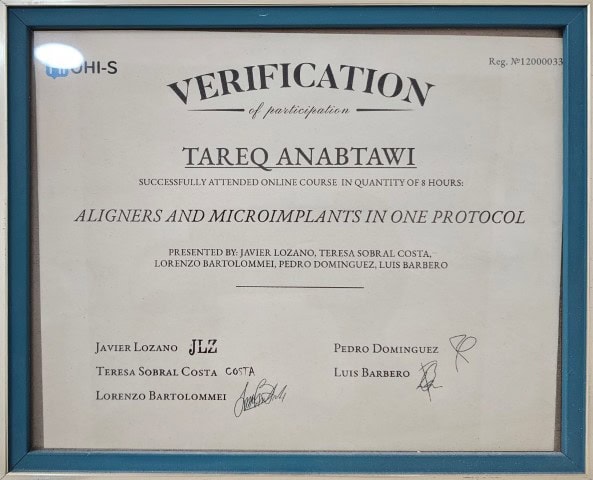 OHI-S
Reg. №12000033
VERIFICATION
of participation
TAREQ ANABTAWI
SUCCESSFULLY ATTENDED ONLINE COURSE IN QUANTITY OF 8 HOURS:
ALIGNERS AND MICROIMPLANTS IN ONE PROTOCOL
PRESENTED BY: JAVIER LOZANO, TERESA SOBRAL COSTA,
LORENZO BARTOLOMMEI, PEDRO DOMINGUEZ, LUIS BARBERO
JAVIER LOZANO JLZ
TERESA SOBRAL COSTA COSTA
LORENZO BARTOLOMMEI
PEDRO DOMINGUEZ
LUIS BARBERO